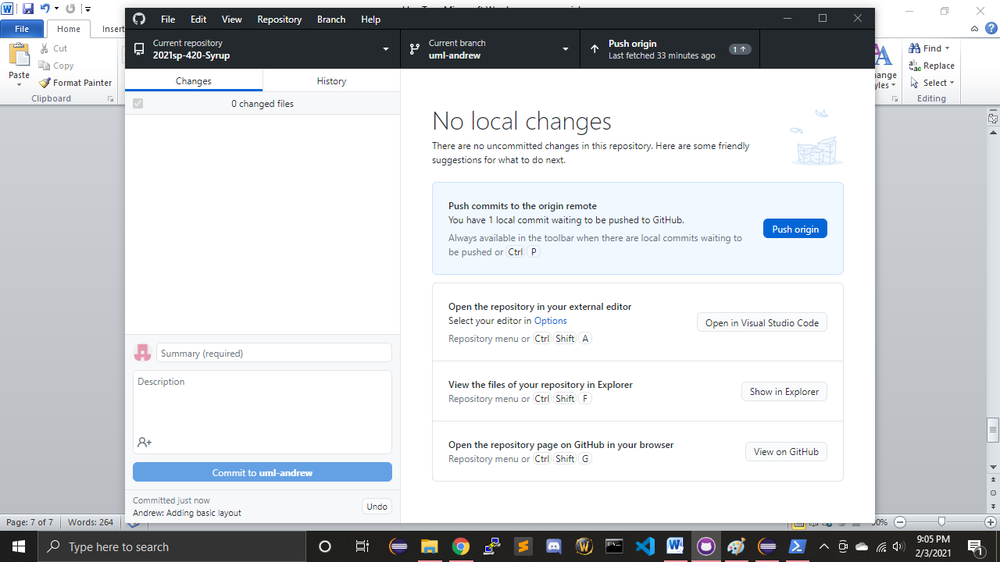 File Edit View Repository Branch Help
File Home Insert
Current repository
2021sp-420-Syrup
Current branch
uml-andrew
Push origin
Last fetched 33 minutes ago
1
Paste
Cut
Copy
Format Painter
Clipboard
Find
Replace
Select
Editing
Changes History
0 changed files
No local changes
There are no uncommitted changes in this repository. Here are some friendly
suggestions for what to do next.
Push commits to the origin remote
You have 1 local commit waiting to be pushed to GitHub.
Always available in the toolbar when there are local commits waiting to
be pushed or Ctrl P
Push origin
Open the repository in your external editor
Select your editor in Options
Repository menu or Ctrl Shift A
Open in Visual Studio Code
View the files of your repository in Explorer
Repository menu or Ctrl Shift F
Show in Explorer
Open the repository page on GitHub in your browser
Repository menu or Ctrl Shift G
View on GitHub
Summary (required)
Description
Commit to uml-andrew
Committed just now
Andrew: Adding basic layout
Undo
Page: 7 of 7 Words: 264
Type here to search
9:05 PM
2/3/2021
1